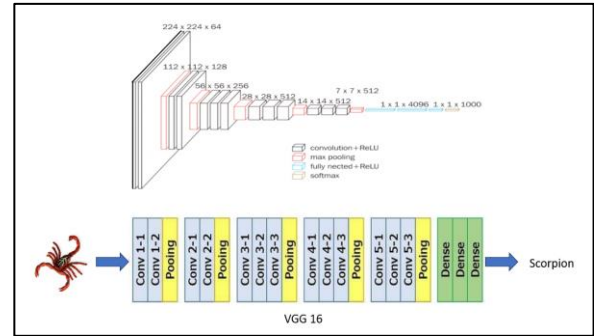 224 x 224 x 64
112 x 112 x 128
56 x 56 x 256
28 x 28 x 512
14 x 14 x 512
7 x 7 x 512
1 x 1 x 4096
1 x 1 x 1000
convolution+ReLU
max pooling
fully nected+ReLU
softmax
Conv 1-1
Conv 1-2
Pooing
Conv 2-1
Conv 2-2
Pooing
Conv 3-1
Conv 3-2
Conv 3-3
Pooing
Conv 4-1
Conv 4-2
Conv 4-3
Pooing
Conv 5-1
Conv 5-2
Conv 5-3
Pooing
Dense
Dense
Dense
Scorpion
VGG 16